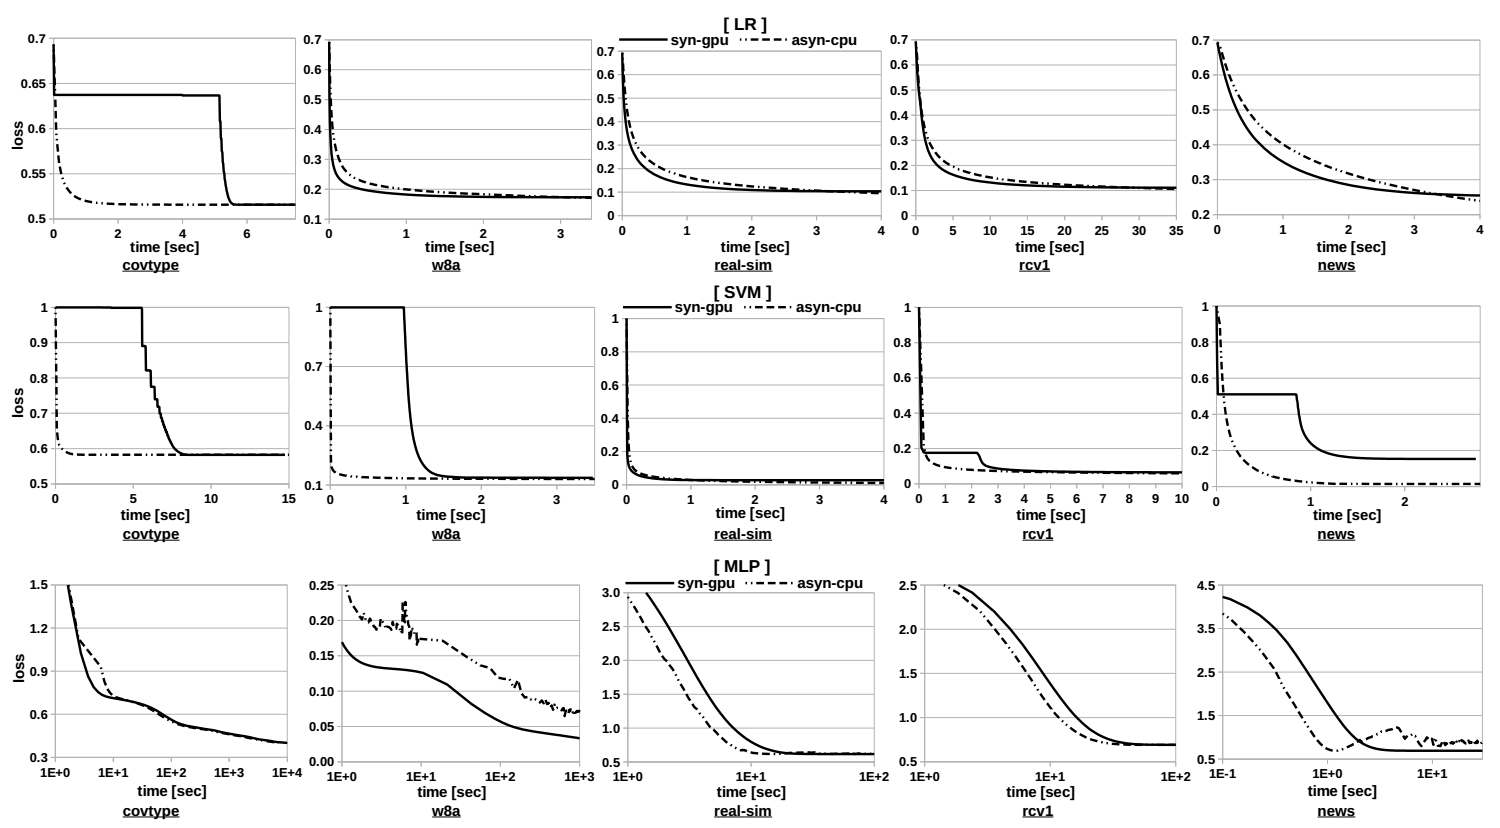 [ LR ]
syn-gpu asyn-cpu
loss
0.7
0.65
0.6
0.55
0.5
0 2 4 6
time [sec]
covtype
0.7
0.6
0.5
0.4
0.3
0.2
0.1
0 1 2 3
time [sec]
w8a
0.7
0.6
0.5
0.4
0.3
0.2
0.1
0
0 1 2 3 4
time [sec]
real-sim
0.7
0.6
0.5
0.4
0.3
0.2
0.1
0
0 5 10 15 20 25 30 35
time [sec]
rcv1
0.7
0.6
0.5
0.4
0.3
0.2
0 1 2 3 4
time [sec]
news
[ SVM ]
syn-gpu asyn-cpu
loss
1
0.9
0.8
0.7
0.6
0.5
0 5 10 15
time [sec]
covtype
1
0.7
0.4
0.1
0 1 2 3
time [sec]
w8a
1
0.8
0.6
0.4
0.2
0
0 1 2 3 4
time [sec]
real-sim
1
0.8
0.6
0.4
0.2
0
0 1 2 3 4 5 6 7 8 9 10
time [sec]
rcv1
1
0.8
0.6
0.4
0.2
0
0 1 2
time [sec]
news
[ MLP ]
syn-gpu asyn-cpu
loss
1.5
1.2
0.9
0.6
0.3
1E+0 1E+1 1E+2 1E+3 1E+4
time [sec]
covtype
0.25
0.20
0.15
0.10
0.05
0.00
1E+0 1E+1 1E+2 1E+3
time [sec]
w8a
3.0
2.5
2.0
1.5
1.0
0.5
1E+0 1E+1 1E+2
time [sec]
real-sim
2.5
2.0
1.5
1.0
0.5
1E+0 1E+1 1E+2
time [sec]
rcv1
4.5
3.5
2.5
1.5
0.5
1E-1 1E+0 1E+1
time [sec]
news